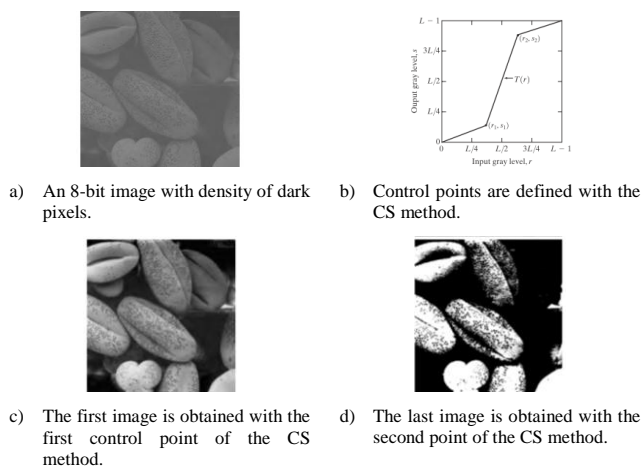 L − 1
3L/4
L/2
L/4
0
Ouput gray level, s
(r₂, s₂)
T(r)
(r₁, s₁)
0 L/4 L/2 3L/4 L − 1
Input gray level, r
a) An 8-bit image with density of dark
pixels.
b) Control points are defined with the
CS method.
c) The first image is obtained with the
first control point of the CS
method.
d) The last image is obtained with the
second point of the CS method.